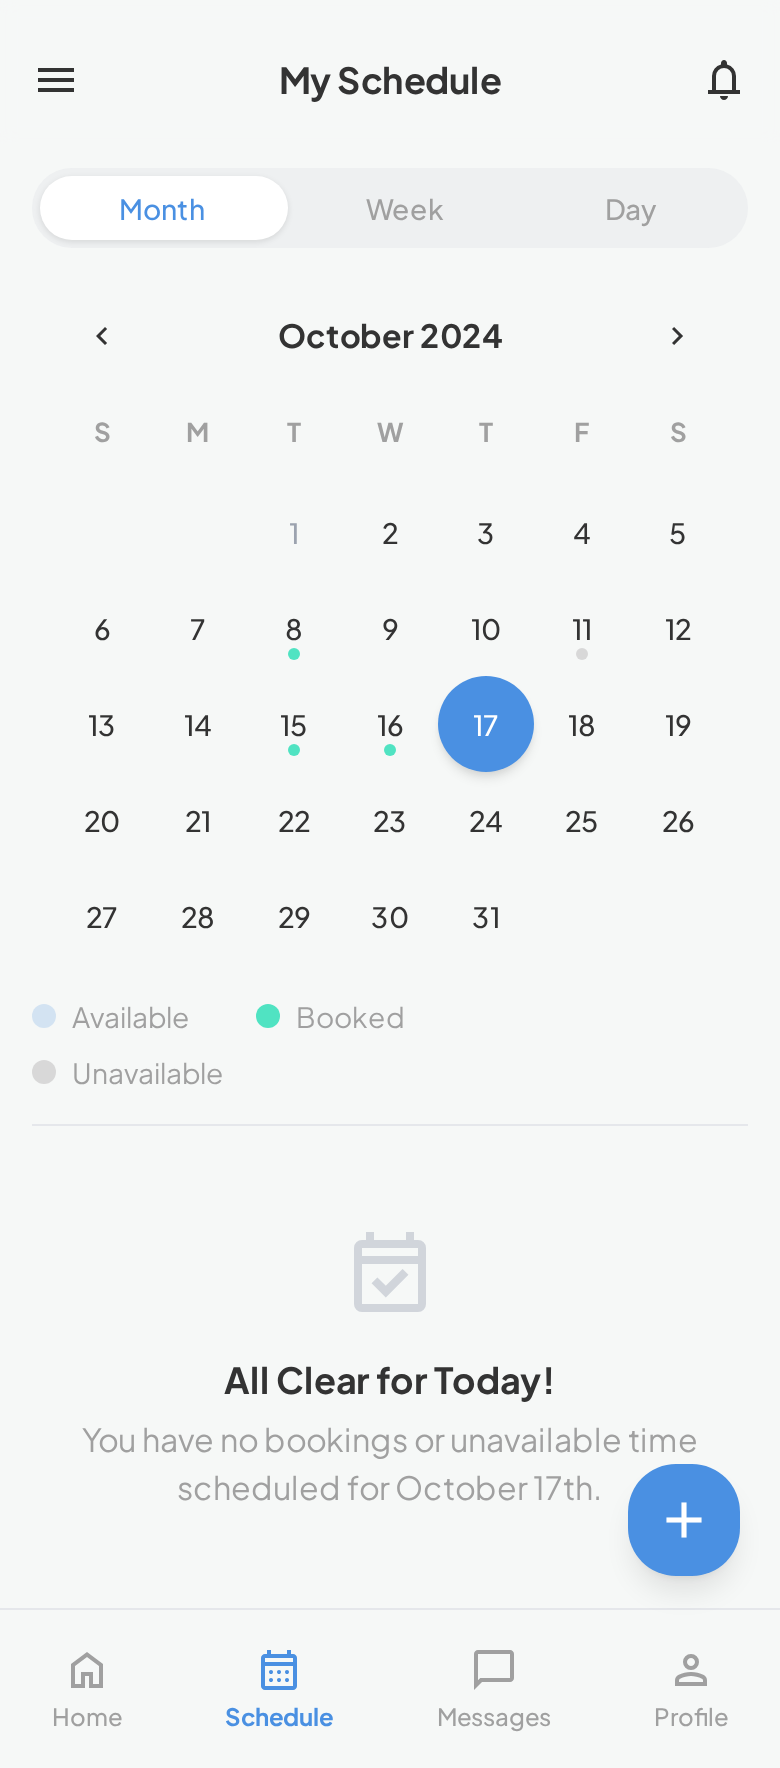 My Schedule
Month Week Day
October 2024
S M T W T F S
1 2 3 4 5
6 7 8 9 10 11 12
13 14 15 16 17 18 19
20 21 22 23 24 25 26
27 28 29 30 31
Available Booked
Unavailable
All Clear for Today!
You have no bookings or unavailable time
scheduled for October 17th.
Home Schedule Messages Profile